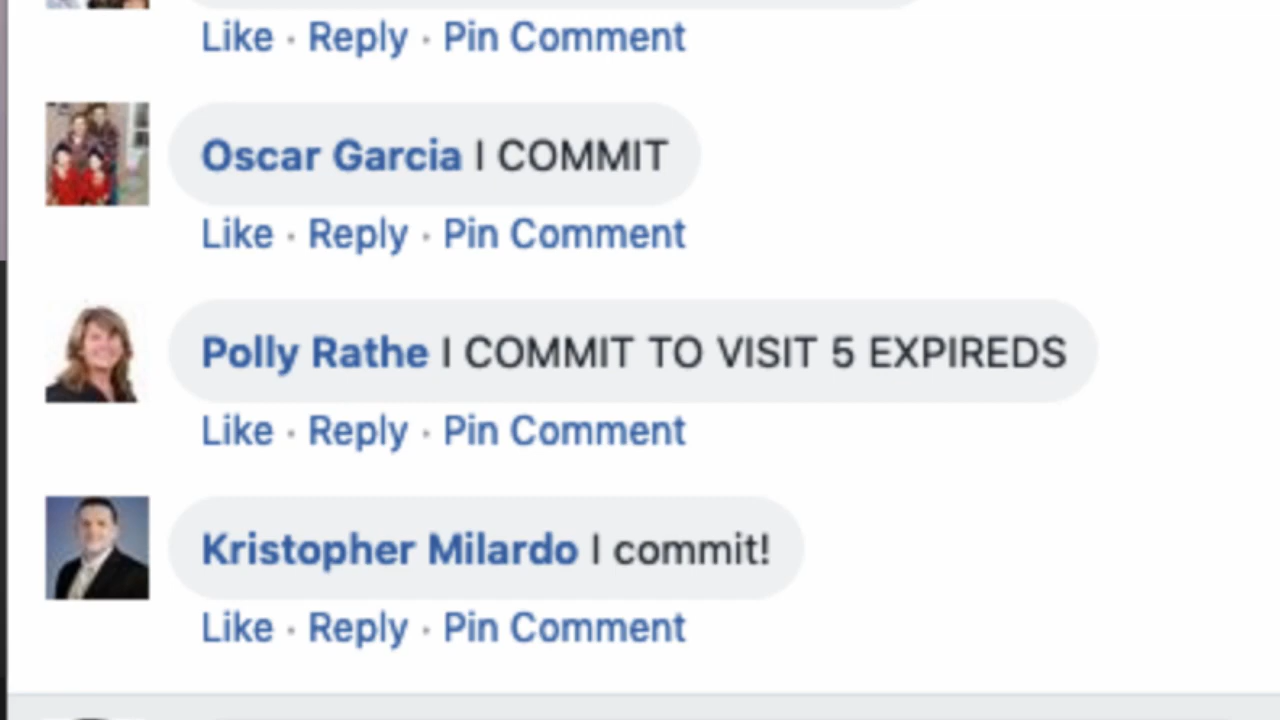 Like · Reply · Pin Comment
Oscar Garcia I COMMIT
Like · Reply · Pin Comment
Polly Rathe I COMMIT TO VISIT 5 EXPIREDS
Like · Reply · Pin Comment
Kristopher Milardo I commit!
Like · Reply · Pin Comment